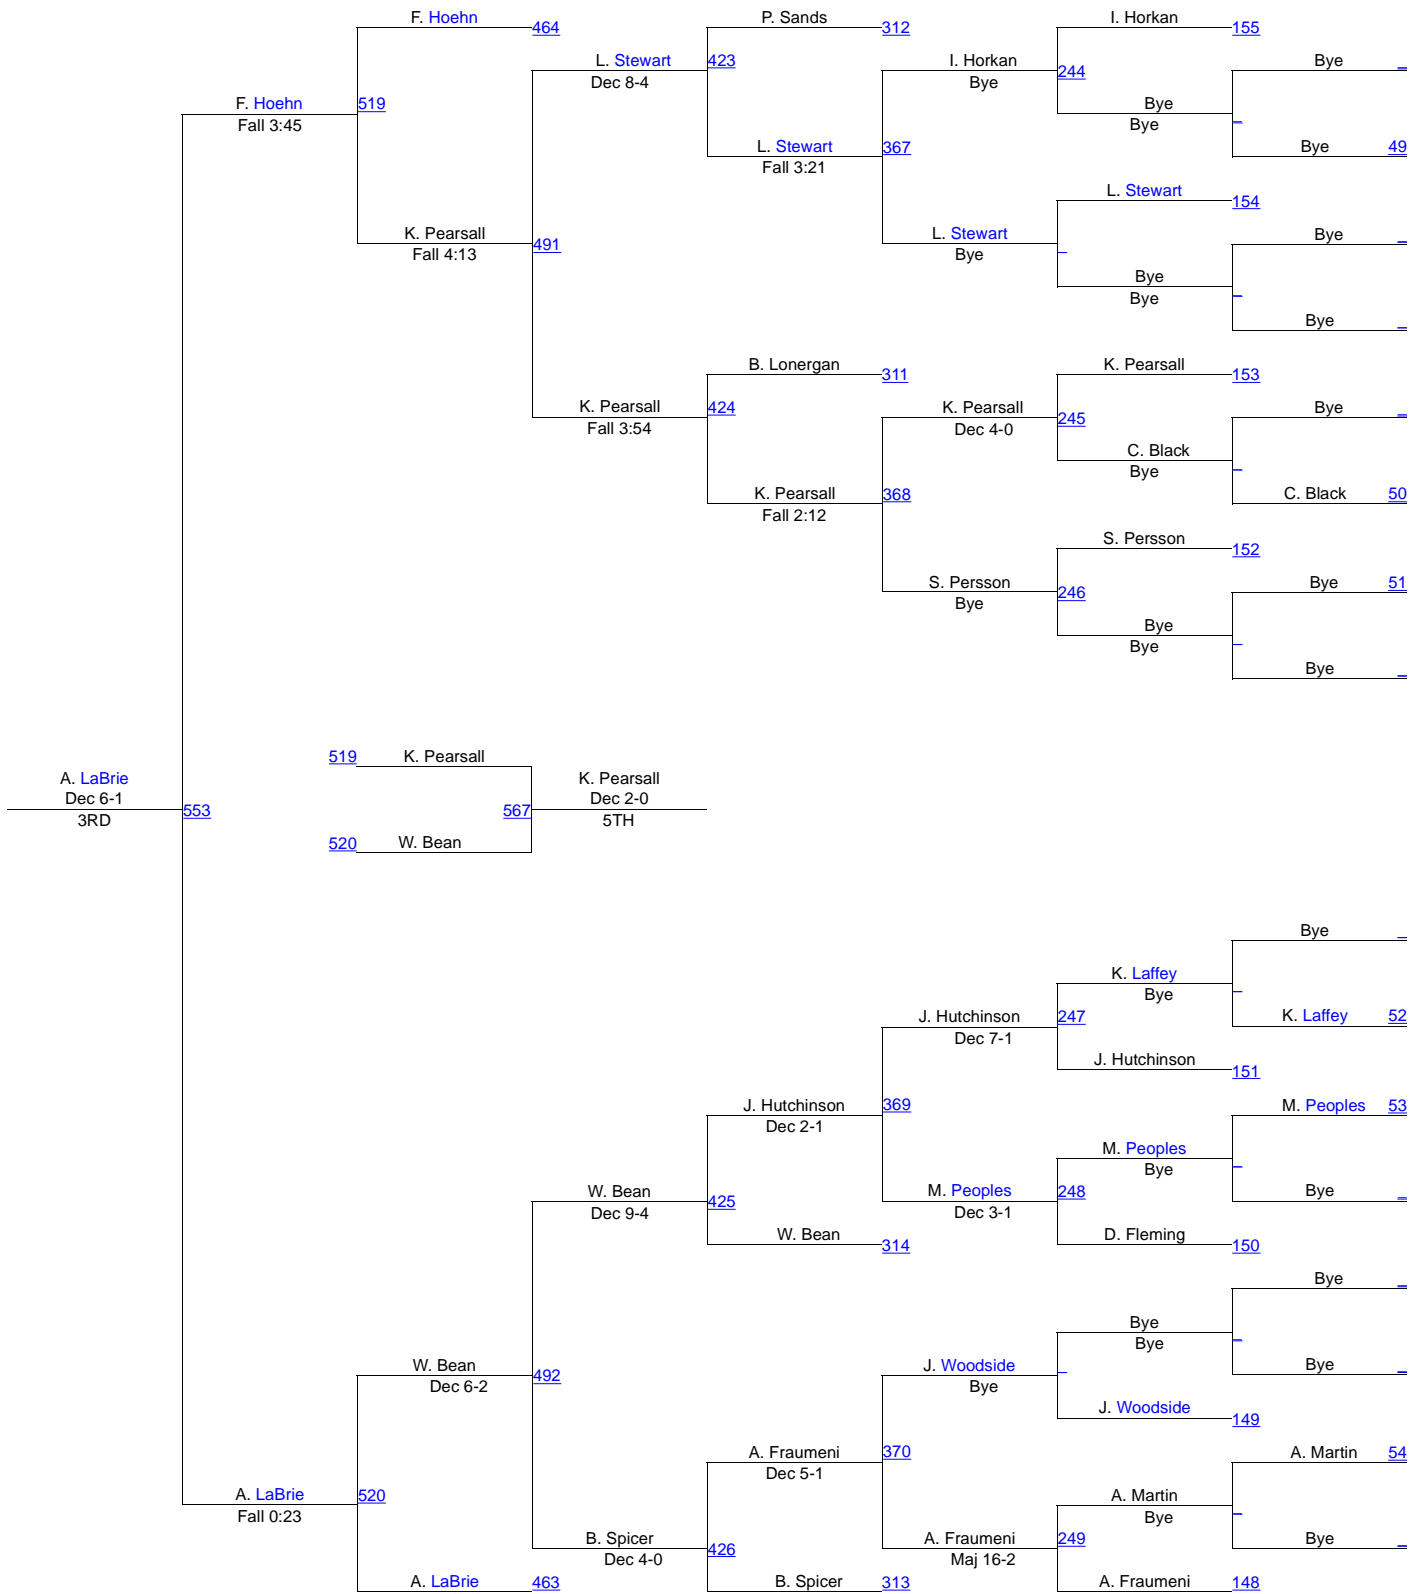 F. Hoehn
464
P. Sands
312
I. Horkan
155
L. Stewart
423
Dec 8-4
I. Horkan
244
Bye
Bye
F. Hoehn
519
Fall 3:45
Bye
Bye
L. Stewart
367
Fall 3:21
Bye
49
L. Stewart
154
K. Pearsall
491
Fall 4:13
L. Stewart
Bye
Bye
Bye
Bye
Bye
B. Lonergan
311
K. Pearsall
153
K. Pearsall
424
Fall 3:54
K. Pearsall
245
Dec 4-0
Bye
C. Black
Bye
K. Pearsall
368
Fall 2:12
C. Black
50
S. Persson
152
S. Persson
246
Bye
Bye
51
Bye
Bye
Bye
519
K. Pearsall
A. LaBrie
Dec 6-1
553
3RD
567
K. Pearsall
Dec 2-0
5TH
520
W. Bean
Bye
K. Laffey
Bye
J. Hutchinson
247
Dec 7-1
K. Laffey
52
J. Hutchinson
151
J. Hutchinson
369
Dec 2-1
M. Peoples
53
M. Peoples
Bye
W. Bean
425
Dec 9-4
M. Peoples
248
Dec 3-1
Bye
W. Bean
314
D. Fleming
150
Bye
Bye
Bye
W. Bean
492
Dec 6-2
J. Woodside
Bye
Bye
J. Woodside
149
A. Fraumeni
370
Dec 5-1
A. Martin
54
A. LaBrie
520
Fall 0:23
A. Martin
Bye
B. Spicer
426
Dec 4-0
A. Fraumeni
249
Maj 16-2
Bye
A. LaBrie
463
B. Spicer
313
A. Fraumeni
148